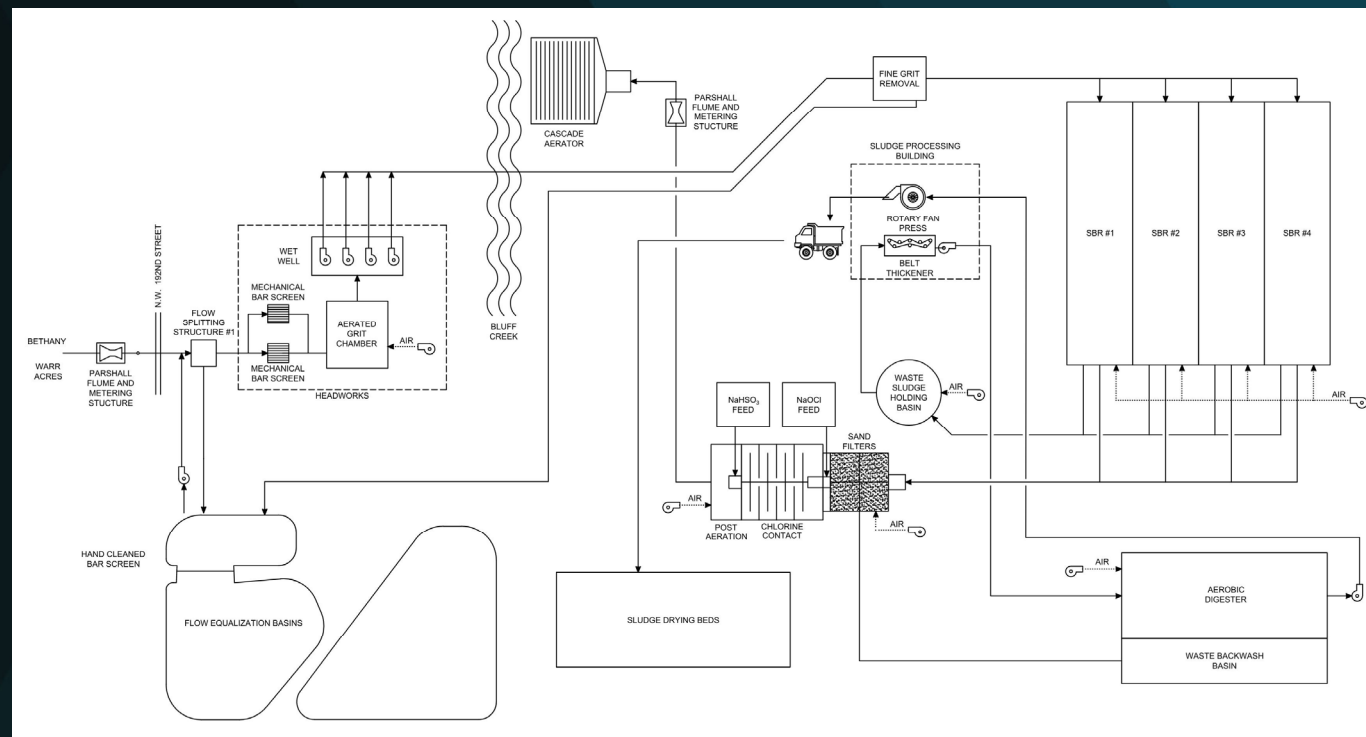 FINE GRIT
REMOVAL
PARSHALL
FLUME AND
METERING
STUCTURE
CASCADE
AERATOR
SLUDGE PROCESSING
BUILDING
ROTARY FAN
PRESS
BELT
THICKENER
SBR #1
SBR #2
SBR #3
SBR #4
AIR
N.W. 192ND STREET
WET
WELL
MECHANICAL
BAR SCREEN
FLOW
SPLITTING
STRUCTURE #1
AERATED
GRIT
CHAMBER
AIR
BETHANY
WARR
ACRES
PARSHALL
FLUME AND
METERING
STUCTURE
MECHANICAL
BAR SCREEN
HEADWORKS
BLUFF
CREEK
WASTE
SLUDGE
HOLDING
BASIN
AIR
NaHSO3
FEED
NaOCl
FEED
SAND
FILTERS
AIR
POST
AERATION
CHLORINE
CONTACT
AIR
HAND CLEANED
BAR SCREEN
FLOW EQUALIZATION BASINS
SLUDGE DRYING BEDS
AIR
AEROBIC
DIGESTER
WASTE BACKWASH
BASIN